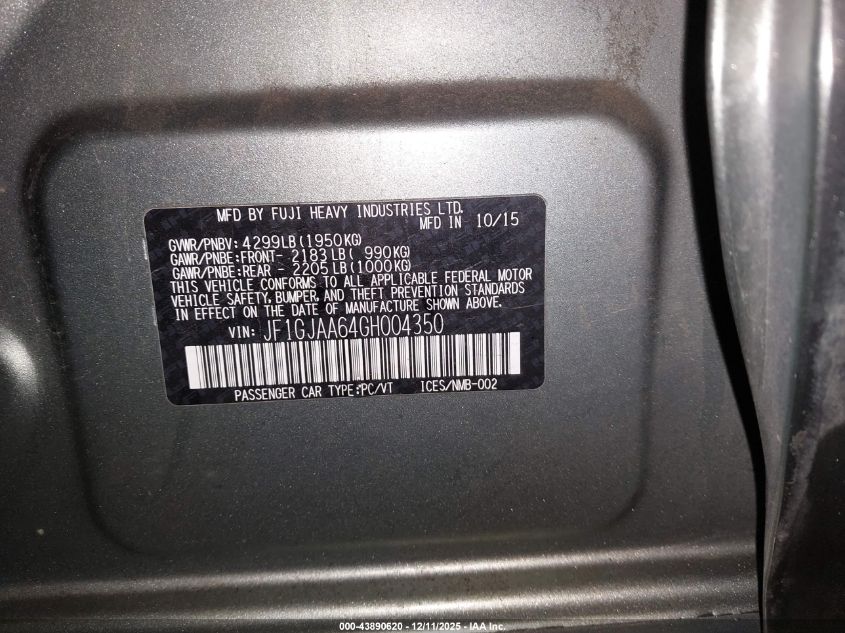 MFD BY FUJI HEAVY INDUSTRIES LTD.
MFD IN 10/15
GVWR/PNBV: 4299LB(1950KG)
GAWR/PNBE:FRONT- 2183LB( 990KG)
GAWR/PNBE:REAR - 2205LB(1000KG)
THIS VEHICLE CONFORMS TO ALL APPLICABLE FEDERAL MOTOR
VEHICLE SAFETY, BUMPER, AND THEFT PREVENTION STANDARDS
IN EFFECT ON THE DATE OF MANUFACTURE SHOWN ABOVE.
VIN: JF1GJAA64GH004350
PASSENGER CAR TYPE:PC/VT ICES/NMB-002
000-43890620 - 12/11/2025 - IAA Inc.